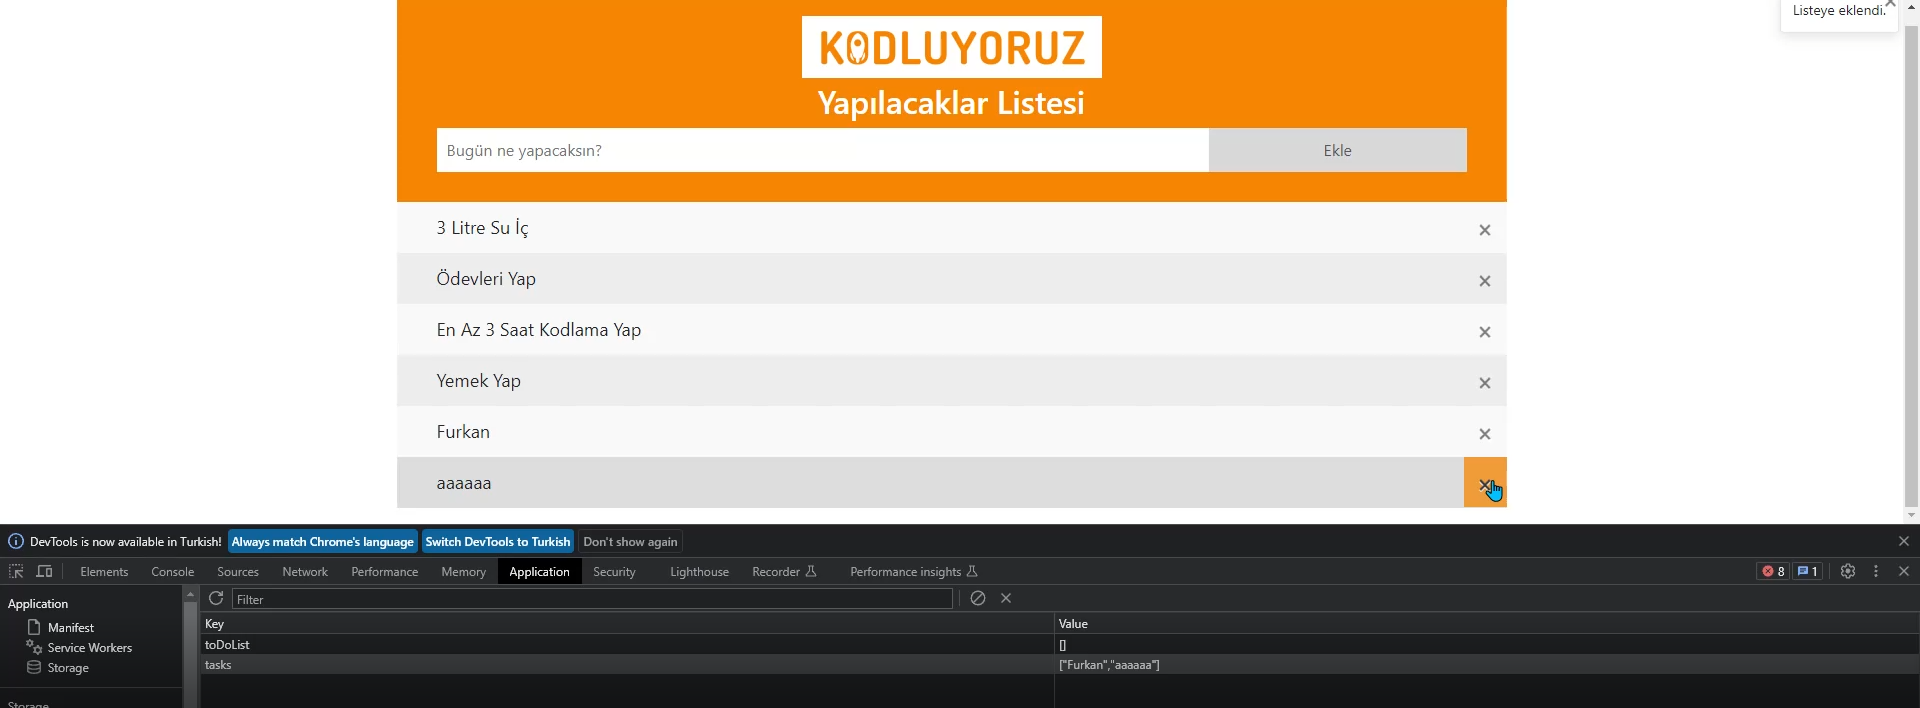 Listeye eklendi.
KODLUYORUZ
Yapılacaklar Listesi
Bugün ne yapacaksın?
Ekle
3 Litre Su İç
Ödevleri Yap
En Az 3 Saat Kodlama Yap
Yemek Yap
Furkan
aaaaaa
DevTools is now available in Turkish! Always match Chrome's language Switch DevTools to Turkish Don't show again
Elements Console Sources Network Performance Memory Application Security Lighthouse Recorder Performance insights 8 1
Application
Filter
Manifest
Service Workers
Storage
Key Value
toDoList []
tasks ["Furkan","aaaaaa"]
Storage